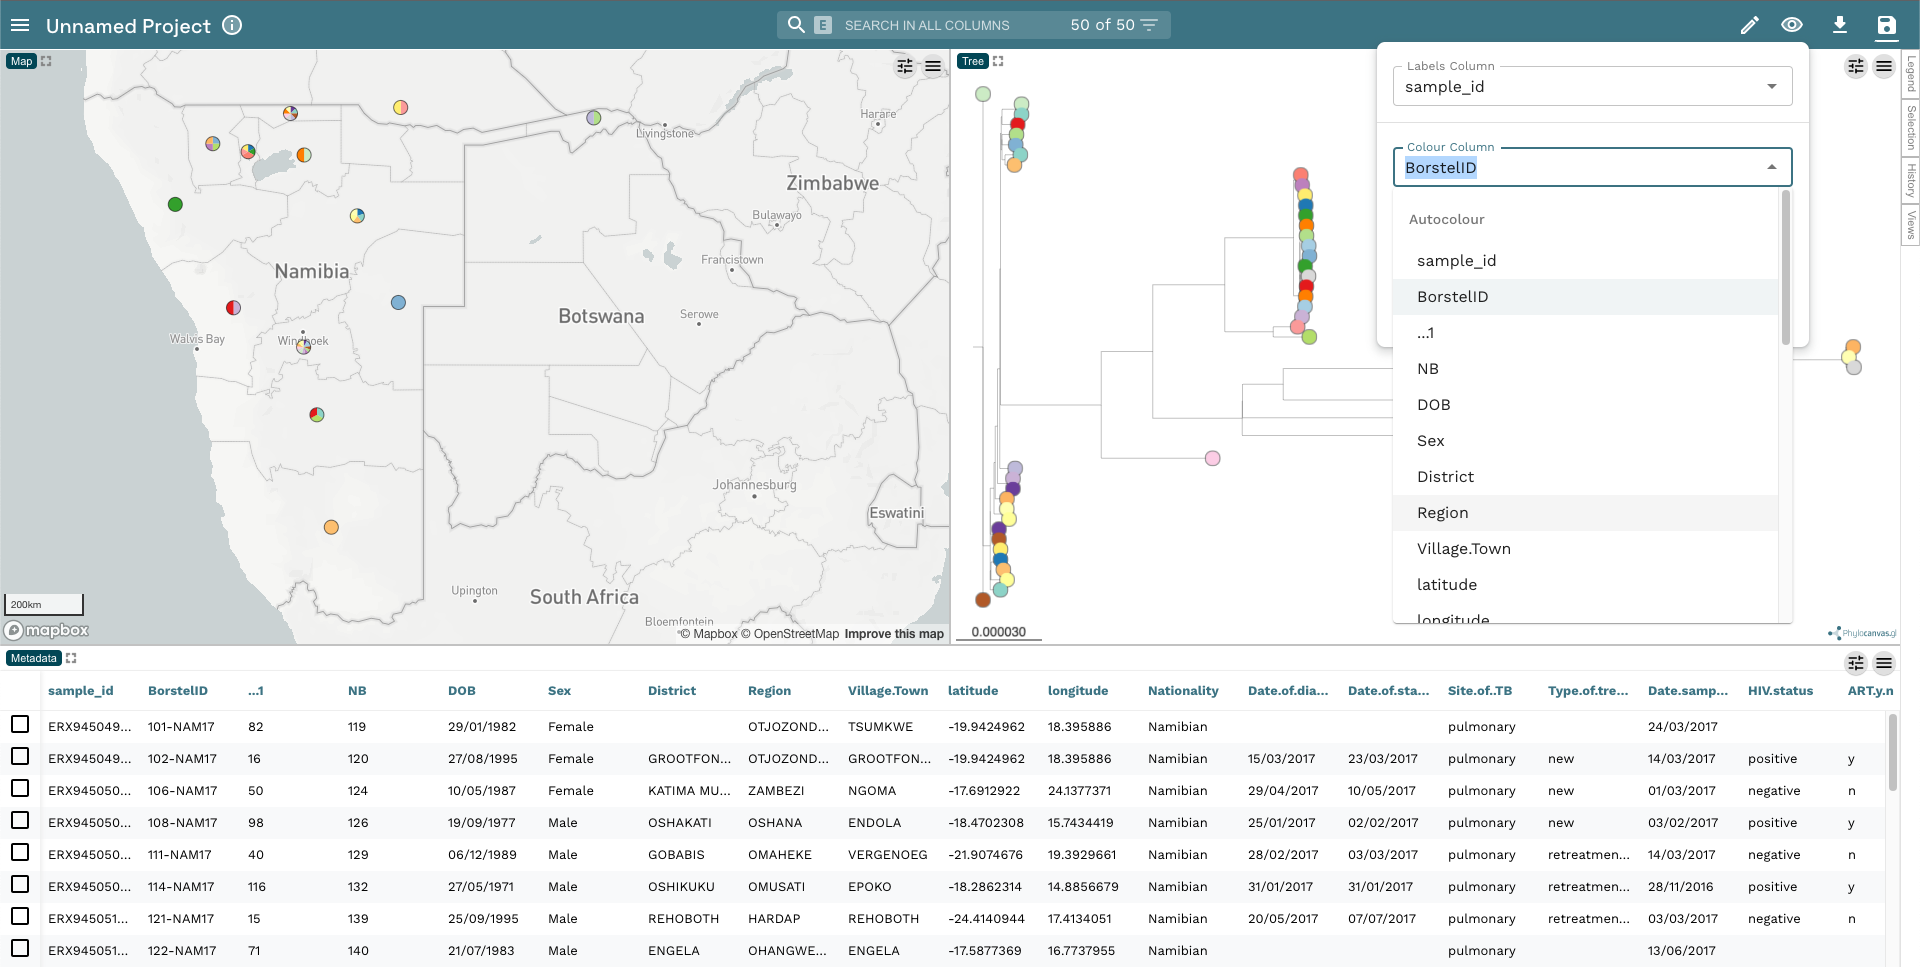 Unnamed Project
E SEARCH IN ALL COLUMNS 50 of 50
Map
Harare
Livingstone
Zimbabwe
Bulawayo
Francistown
Namibia
Botswana
Serowe
Walvis Bay
Windhoek
Johannesburg
Eswatini
Upington
South Africa
Bloemfontein
200km
mapbox
© Mapbox © OpenStreetMap Improve this map
Tree
0.000030
Phylocanvas.gl
Labels Column
sample_id
Colour Column
BorstelID
Autocolour
sample_id
BorstelID
...1
NB
DOB
Sex
District
Region
Village.Town
latitude
longitude
Legend
Selection
History
Views
Metadata
sample_id BorstelID ...1 NB DOB Sex District Region Village.Town latitude longitude Nationality Date.of.dia... Date.of.sta... Site.of..TB Type.of.tre... Date.samp... HIV.status ART.y.n
ERX945049... 101-NAM17 82 119 29/01/1982 Female OTJOZOND... TSUMKWE -19.9424962 18.395886 Namibian pulmonary 24/03/2017
ERX945049... 102-NAM17 16 120 27/08/1995 Female GROOTFON... OTJOZOND... GROOTFON... -19.9424962 18.395886 Namibian 15/03/2017 23/03/2017 pulmonary new 14/03/2017 positive y
ERX945050... 106-NAM17 50 124 10/05/1987 Female KATIMA MU... ZAMBEZI NGOMA -17.6912922 24.1377371 Namibian 29/04/2017 10/05/2017 pulmonary new 01/03/2017 negative n
ERX945050... 108-NAM17 98 126 19/09/1977 Male OSHAKATI OSHANA ENDOLA -18.4702308 15.7434419 Namibian 25/01/2017 02/02/2017 pulmonary new 03/02/2017 positive y
ERX945050... 111-NAM17 40 129 06/12/1989 Male GOBABIS OMAHEKE VERGENOEG -21.9074676 19.3929661 Namibian 28/02/2017 03/03/2017 pulmonary retreatmen... 14/03/2017 negative n
ERX945050... 114-NAM17 116 132 27/05/1971 Male OSHIKUKU OMUSATI EPOKO -18.2862314 14.8856679 Namibian 31/01/2017 31/01/2017 pulmonary retreatmen... 28/11/2016 positive y
ERX945051... 121-NAM17 15 139 25/09/1995 Male REHOBOTH HARDAP REHOBOTH -24.4140944 17.4134051 Namibian 20/05/2017 07/07/2017 pulmonary retreatmen... 03/03/2017 negative n
ERX945051... 122-NAM17 71 140 21/07/1983 Male ENGELA OHANGWE... ENGELA -17.5877369 16.7737955 Namibian pulmonary 13/06/2017